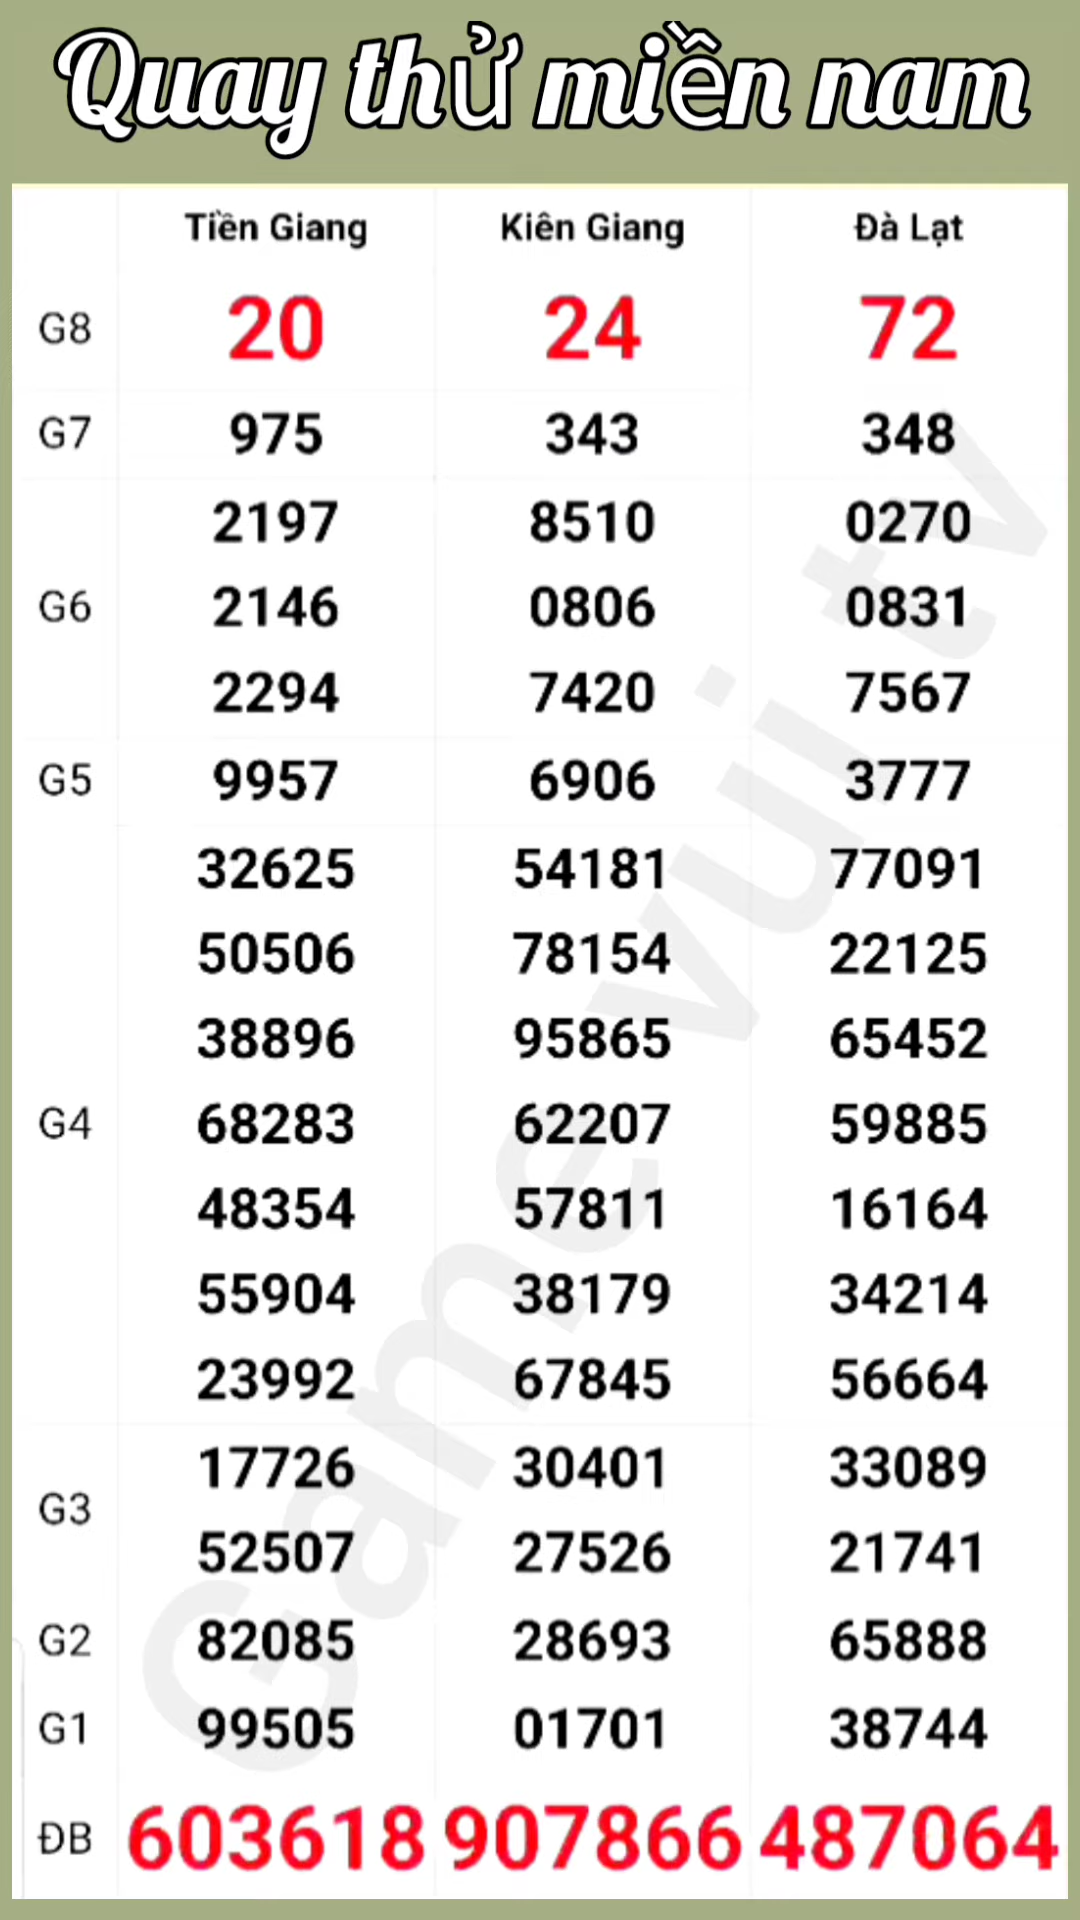 Quay thử miền nam
Tiền Giang Kiên Giang Đà Lạt
G8 20 24 72
G7 975 343 348
2197 8510 0270
G6 2146 0806 0831
2294 7420 7567
G5 9957 6906 3777
32625 54181 77091
50506 78154 22125
38896 95865 65452
G4 68283 62207 59885
48354 57811 16164
55904 38179 34214
23992 67845 56664
17726 30401 33089
G3
52507 27526 21741
G2 82085 28693 65888
G1 99505 01701 38744
ĐB 603618 907866 487064
Game vui tv